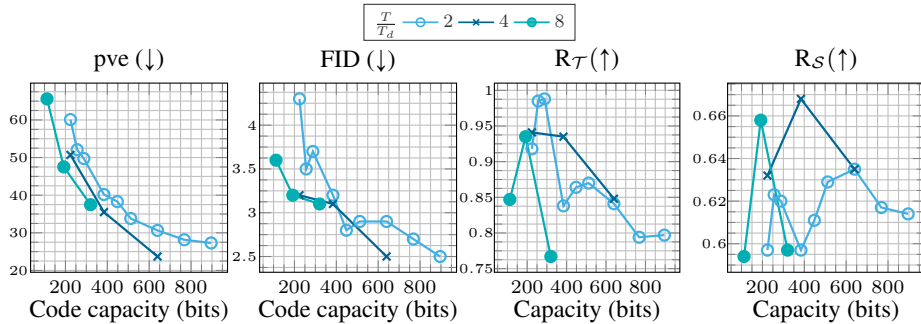 T/T_d 2 4 8
pve (↓) FID (↓) R𝒯(↑) R𝒮(↑)
60 50 40 30 20
200 400 600 800
Code capacity (bits)
4 3.5 3 2.5
200 400 600 800
Code capacity (bits)
1 0.95 0.9 0.85 0.8 0.75
200 400 600 800
Capacity (bits)
0.66 0.64 0.62 0.6
200 400 600 800
Capacity (bits)